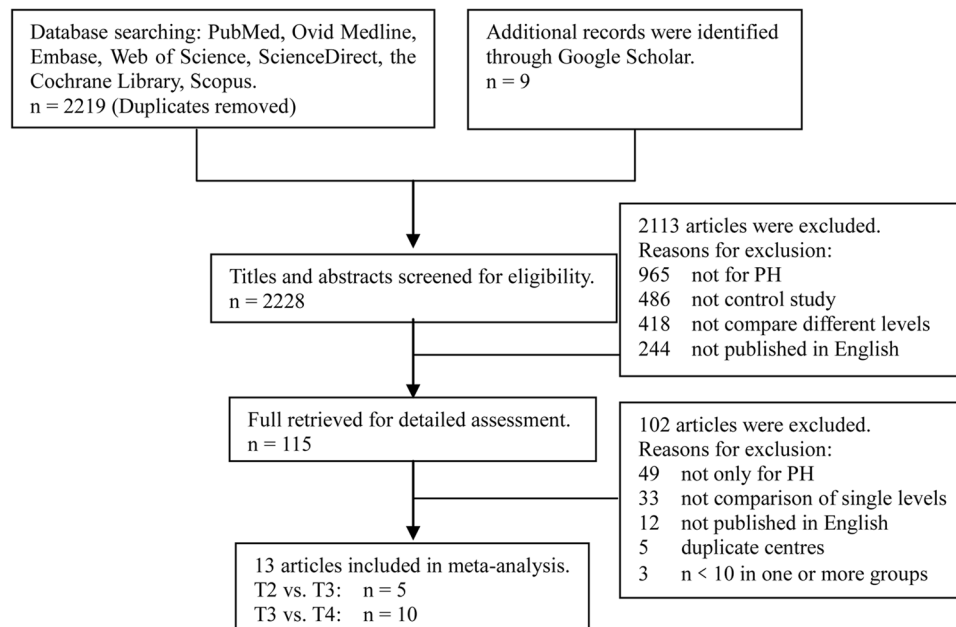 Database searching: PubMed, Ovid Medline,
Embase, Web of Science, ScienceDirect, the
Cochrane Library, Scopus.
n = 2219 (Duplicates removed)
Additional records were identified
through Google Scholar.
n = 9
Titles and abstracts screened for eligibility.
n = 2228
2113 articles were excluded.
Reasons for exclusion:
965 not for PH
486 not control study
418 not compare different levels
244 not published in English
Full retrieved for detailed assessment.
n = 115
102 articles were excluded.
Reasons for exclusion:
49 not only for PH
33 not comparison of single levels
12 not published in English
5 duplicate centres
3 n < 10 in one or more groups
13 articles included in meta-analysis.
T2 vs. T3: n = 5
T3 vs. T4: n = 10